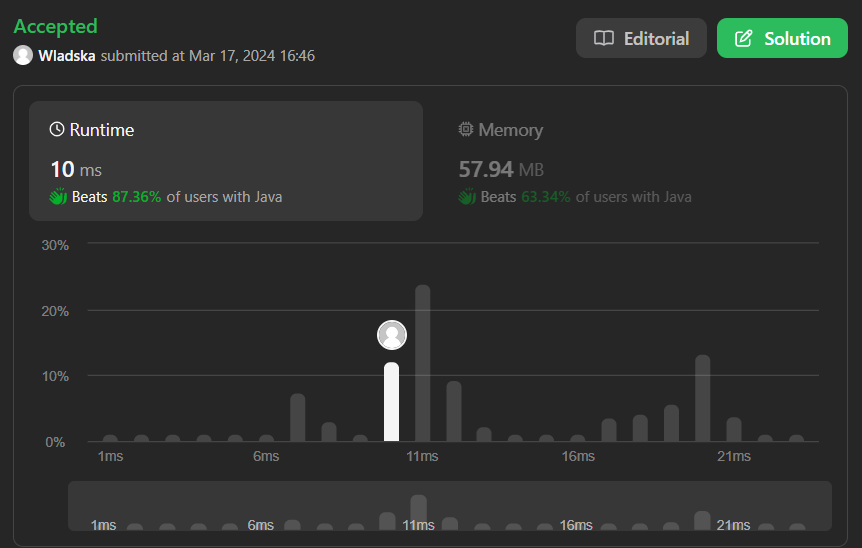 Accepted
Wladska submitted at Mar 17, 2024 16:46
Editorial
Solution
Runtime
10 ms
Beats 87.36% of users with Java
Memory
57.94 MB
Beats 63.34% of users with Java
30%
20%
10%
0%
1ms 6ms 11ms 16ms 21ms
1ms 6ms 11ms 16ms 21ms